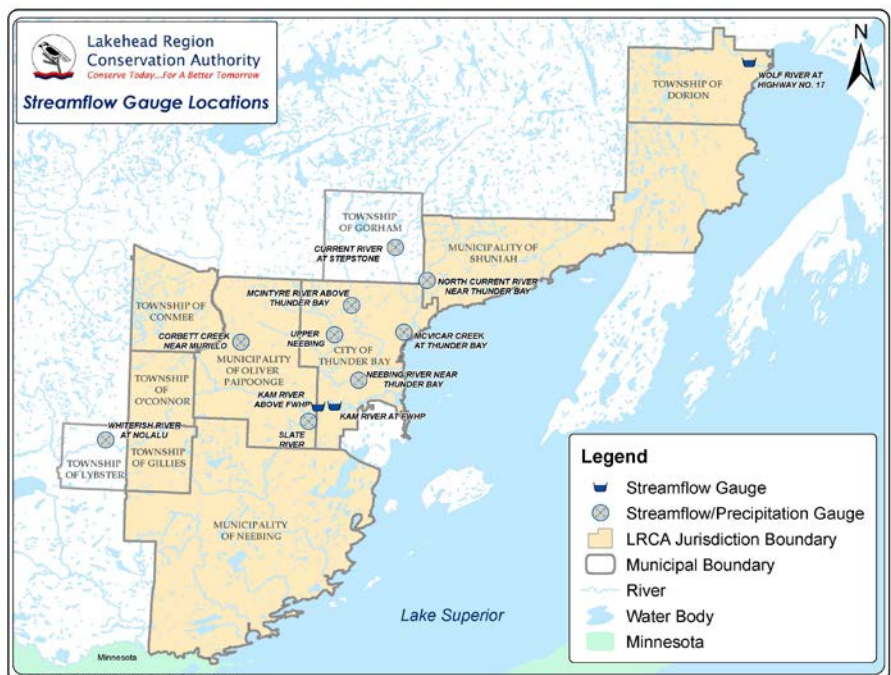 Lakehead Region
Conservation Authority
Conserve Today...For A Better Tomorrow
Streamflow Gauge Locations
N
TOWNSHIP OF
DORION
WOLF RIVER AT
HIGHWAY NO. 17
TOWNSHIP
OF GORHAM
CURRENT RIVER
AT STEPSTONE
MUNICIPALITY OF
SHUNIAH
NORTH CURRENT RIVER
NEAR THUNDER BAY
MCINTYRE RIVER ABOVE
THUNDER BAY
TOWNSHIP OF
CONMEE
CORBETT CREEK
NEAR MURILLO
UPPER
NEEBING
MCVICAR CREEK
AT THUNDER BAY
CITY OF
THUNDER BAY
MUNICIPALITY
OF OLIVER
PAIPOONGE
NEEBING RIVER NEAR
THUNDER BAY
TOWNSHIP
OF
O'CONNOR
KAM RIVER
ABOVE FWHP
KAM RIVER AT FWHP
WHITEFISH RIVER
AT NOLALU
SLATE
RIVER
TOWNSHIP
OF LYBSTER
TOWNSHIP
OF GILLIES
MUNICIPALITY
OF NEEBING
Lake Superior
Minnesota
Legend
Streamflow Gauge
Streamflow/Precipitation Gauge
LRCA Jurisdiction Boundary
Municipal Boundary
River
Water Body
Minnesota